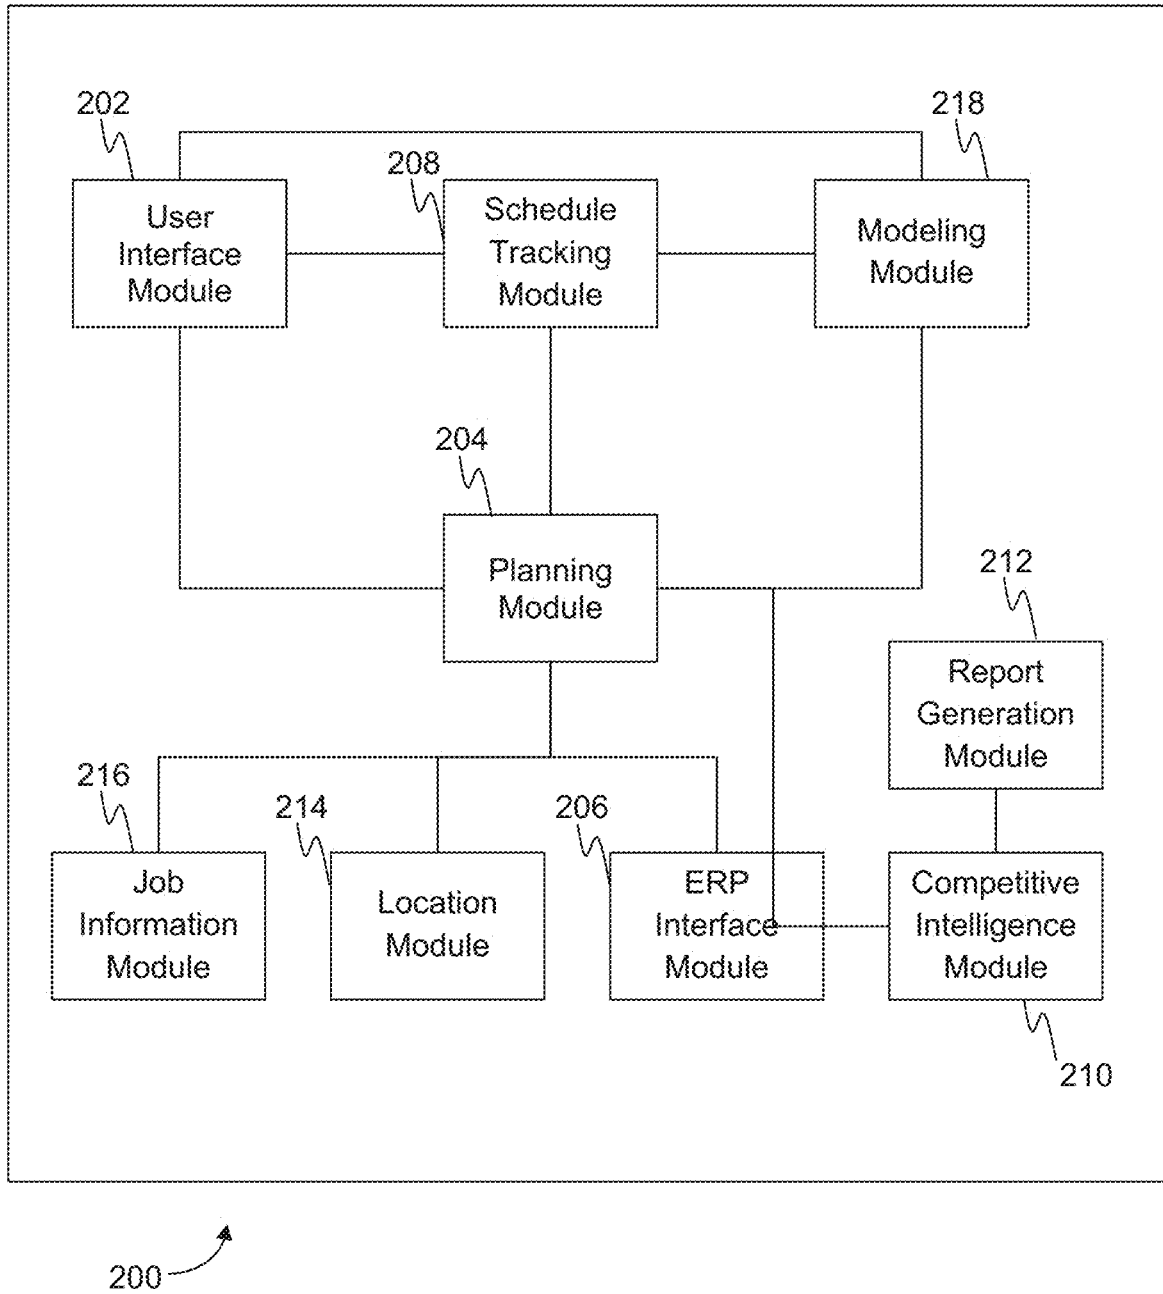 202
218
208
User
Interface
Module
Schedule
Tracking
Module
Modeling
Module
204
Planning
Module
212
Report
Generation
Module
216
214
206
Job
Information
Module
Location
Module
ERP
Interface
Module
Competitive
Intelligence
Module
210
200